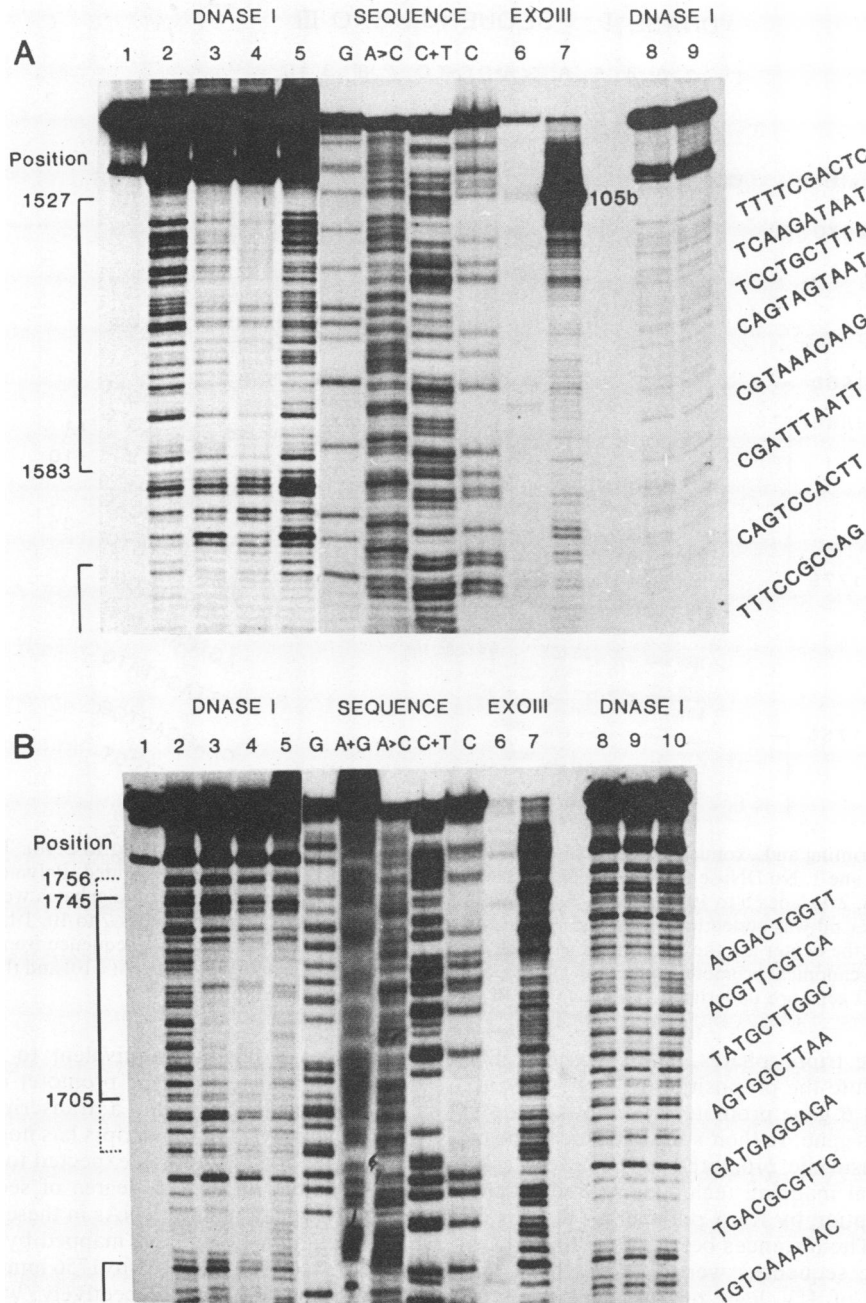 A
DNASE I SEQUENCE EXOIII DNASE I
1 2 3 4 5 G A>C C+T C 6 7 8 9
Position
1527
105b
1583
TTTTCGACTC
TCAAGATAAT
TCCTGCTTTA
CAGTAGTAAT
CGTAAACAAG
CGATTTAATT
CAGTCCACTT
TTTCCGCCAG
B
DNASE I SEQUENCE EXOIII DNASE I
1 2 3 4 5 G A+G A>C C+T C 6 7 8 9 10
Position
1756
1745
1705
AGGACTGGTT
ACGTTCGTCA
TATGCTTGGC
AGTGGCTTAA
GATGAGGAGA
TGACGCGTTG
TGTCAAAAAC